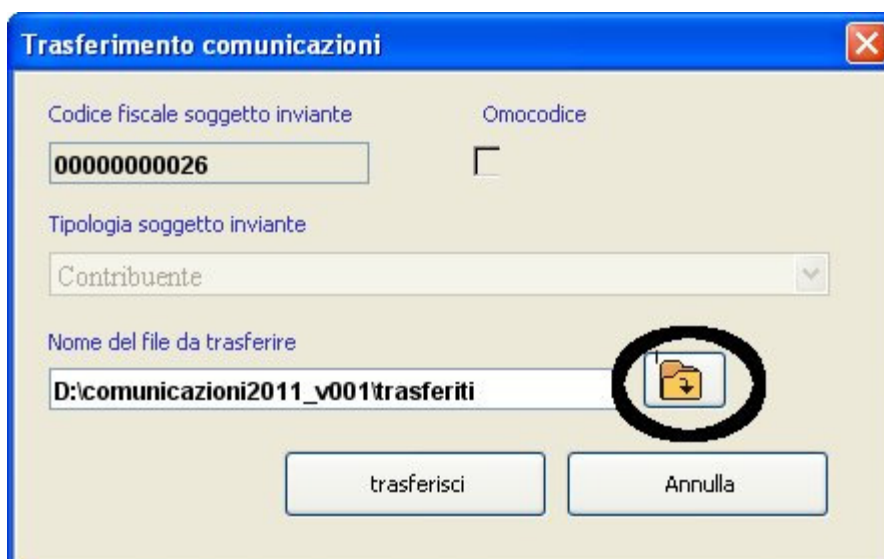 Trasferimento comunicazioni
Codice fiscale soggetto inviante Omocodice
00000000026
Tipologia soggetto inviante
Contribuente
Nome del file da trasferire
D:\comunicazioni2011_v001\trasferiti
trasferisci Annulla